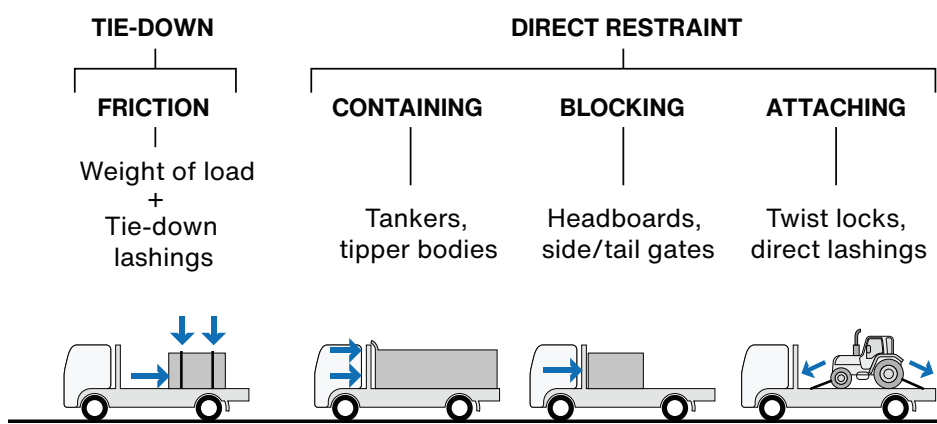 TIE-DOWN
DIRECT RESTRAINT
FRICTION
CONTAINING
BLOCKING
ATTACHING
Weight of load
+
Tie-down
lashings
Tankers,
tipper bodies
Headboards,
side/tail gates
Twist locks,
direct lashings